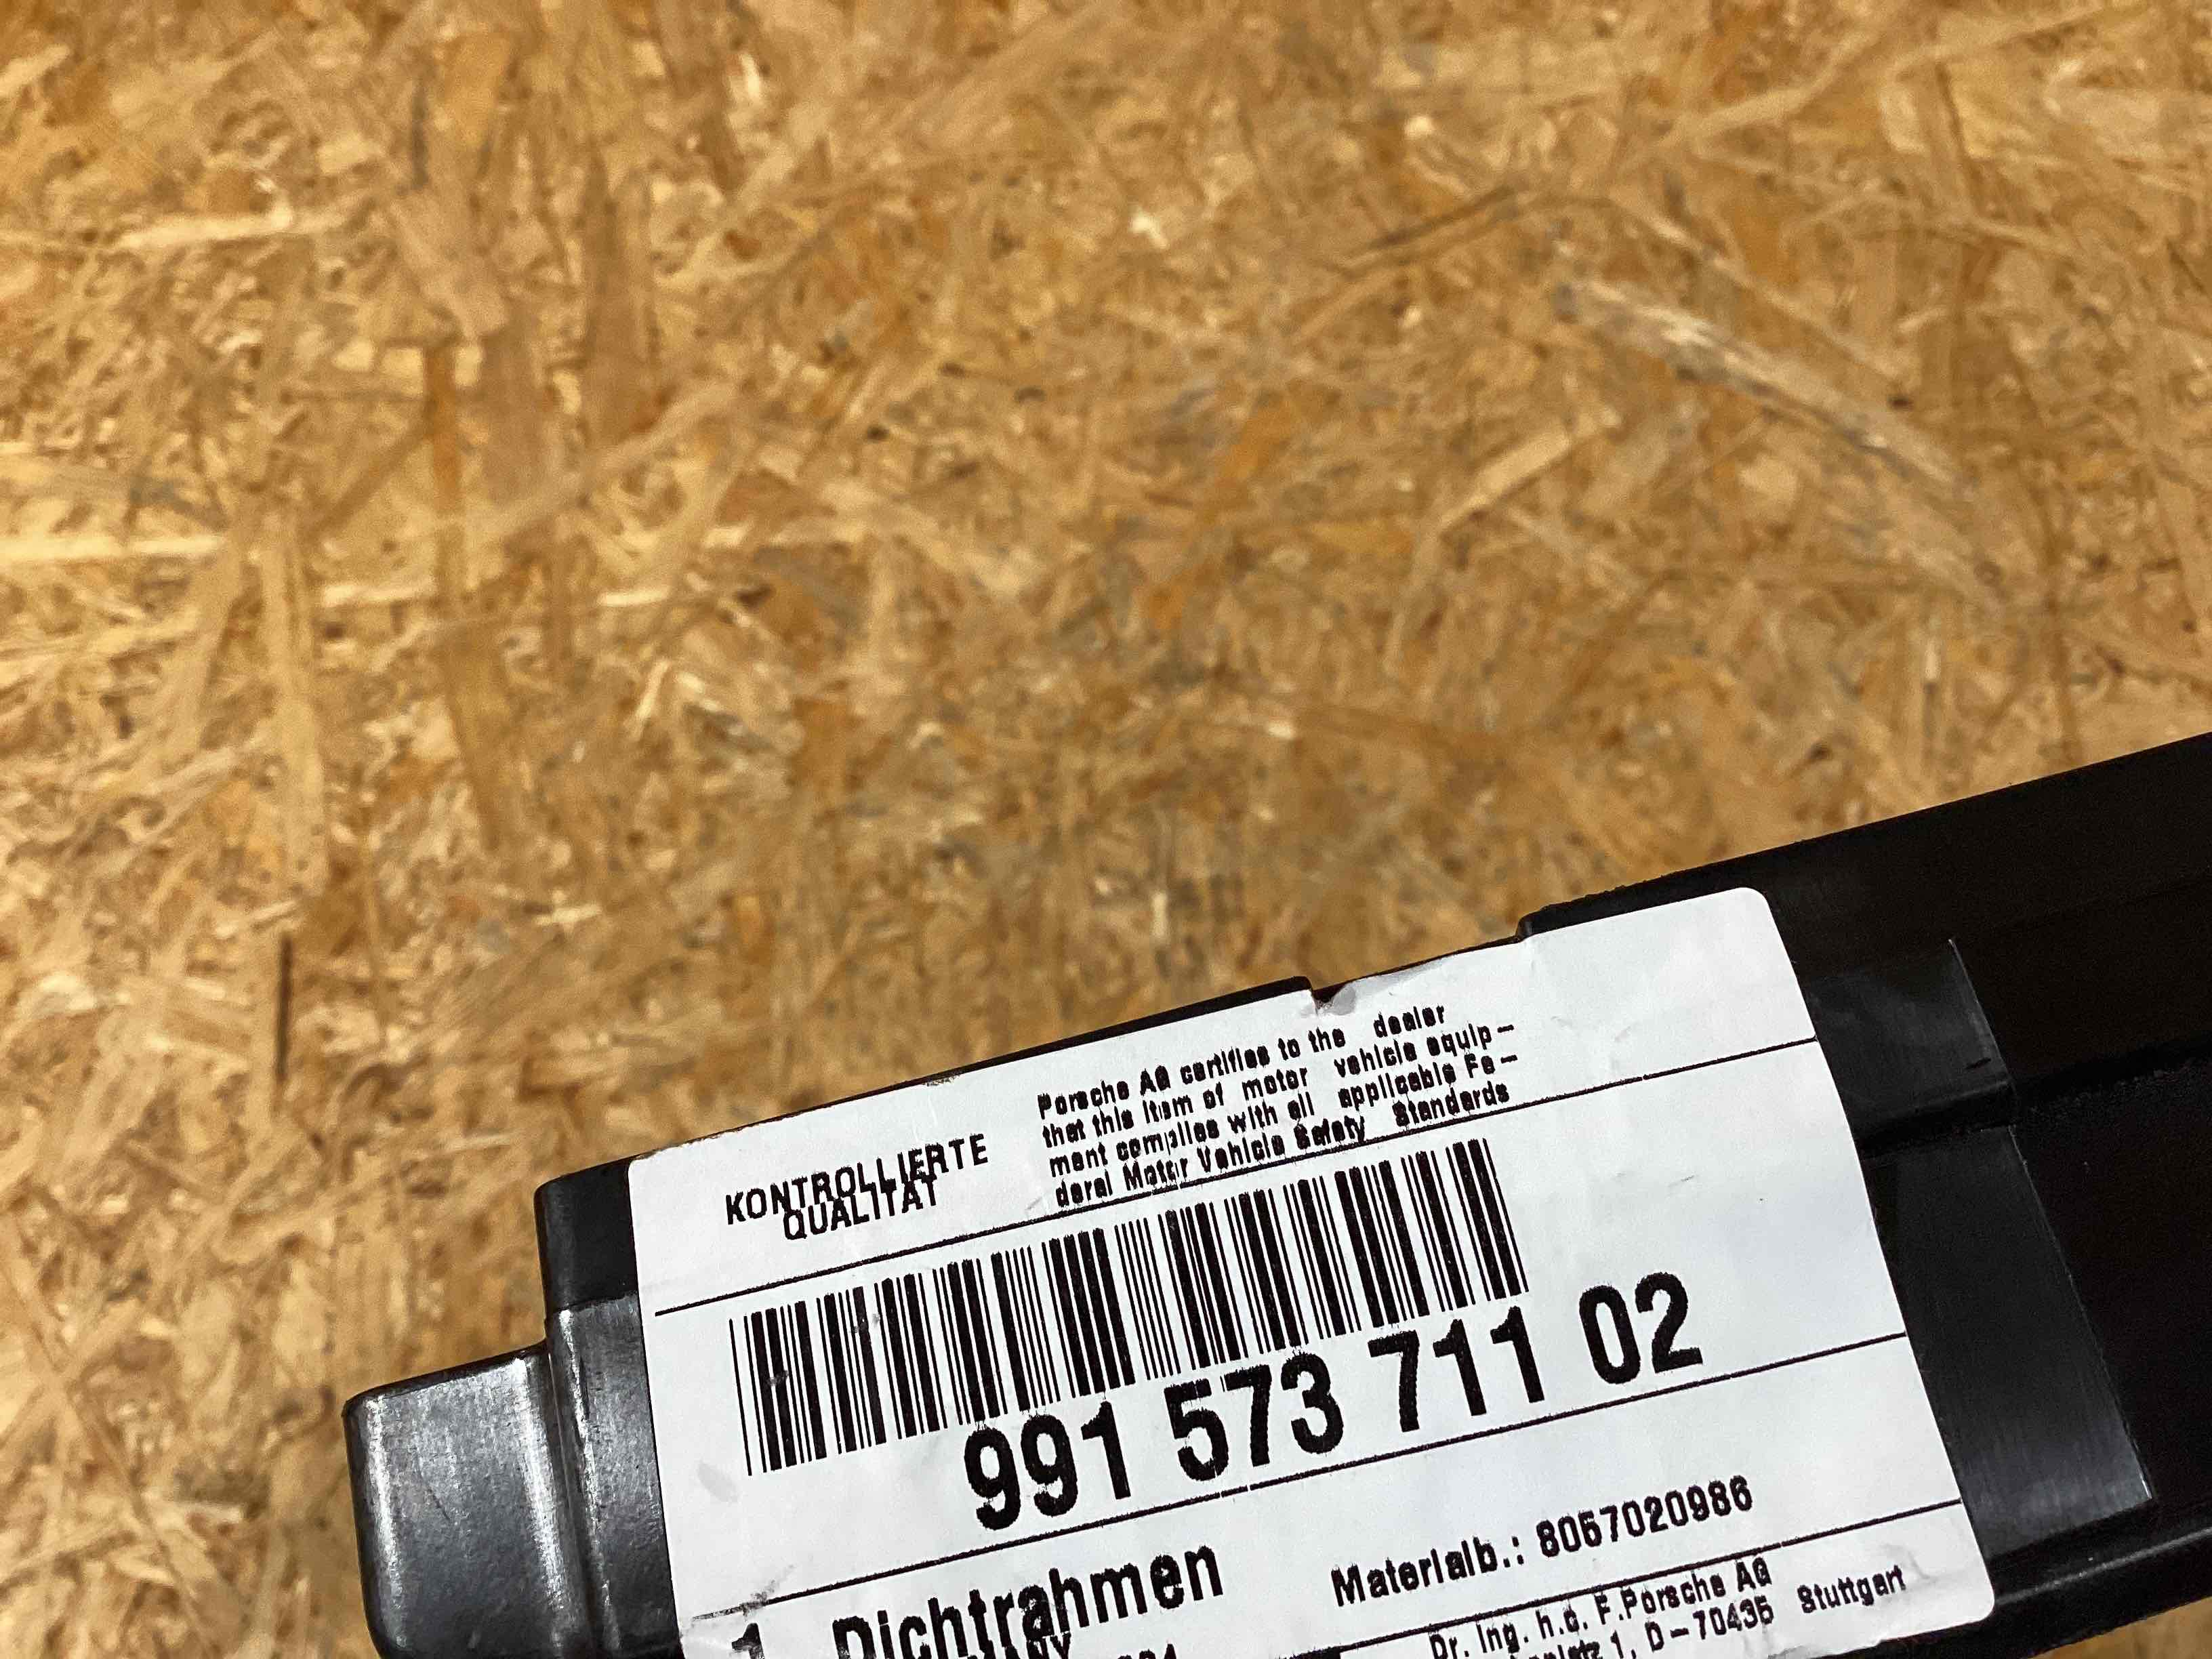 KONTROLLIERTE
QUALITÄT
Porsche AG certifies to the dealer
that this item of motor vehicle equip-
ment complies with all applicable Fe-
deral Motor Vehicle Safety Standards
991 573 711 02
1 Dichtrahmen
Materialb.: 8067020986
Dr. Ing. h.c. F.Porsche AG
1, D-70435 Stuttgart